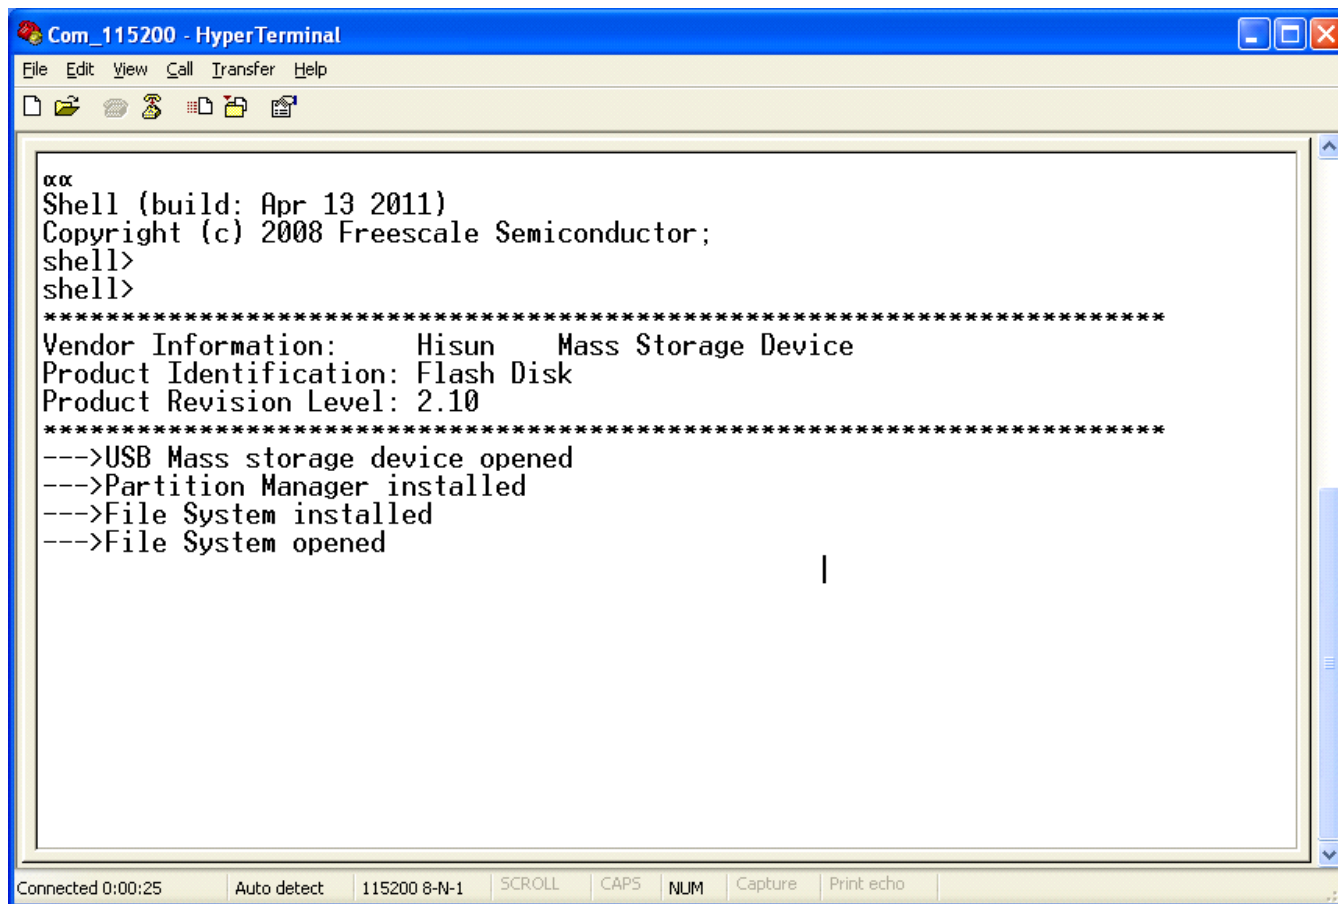 Com_115200 - HyperTerminal
File Edit View Call Transfer Help
αα
Shell (build: Apr 13 2011)
Copyright (c) 2008 Freescale Semiconductor;
shell>
shell>
************************************************************************
Vendor Information:     Hisun    Mass Storage Device
Product Identification: Flash Disk
Product Revision Level: 2.10
************************************************************************
--->USB Mass storage device opened
--->Partition Manager installed
--->File System installed
--->File System opened
Connected 0:00:25 Auto detect 115200 8-N-1 SCROLL CAPS NUM Capture Print echo